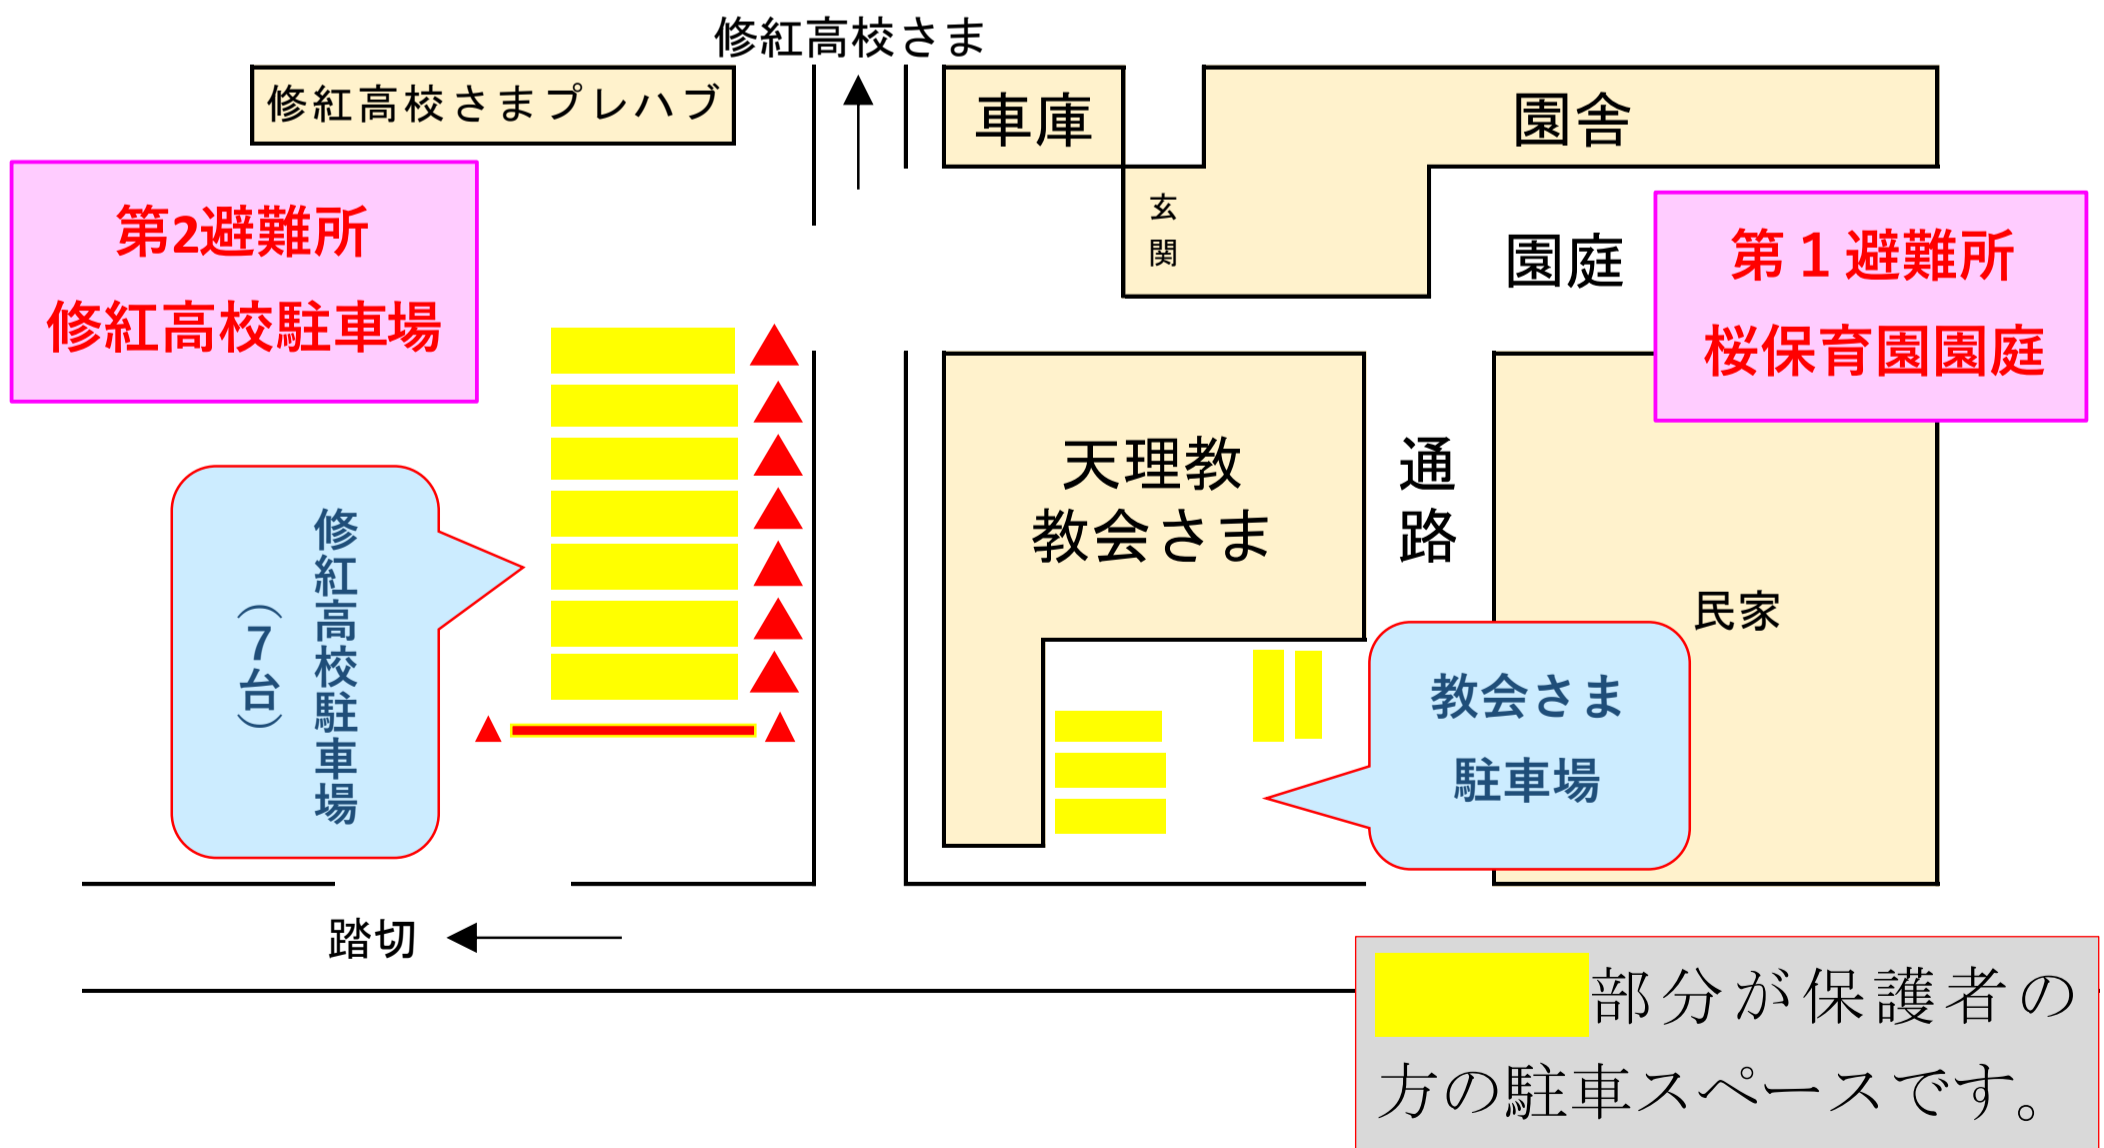 修紅高校さま
修紅高校さまプレハブ
車庫
園舎
玄関
園庭
第2避難所
修紅高校駐車場
第１避難所
桜保育園園庭
天理教
教会さま
通路
民家
修紅高校駐車場
（７台）
教会さま
駐車場
踏切
部分が保護者の
方の駐車スペースです。